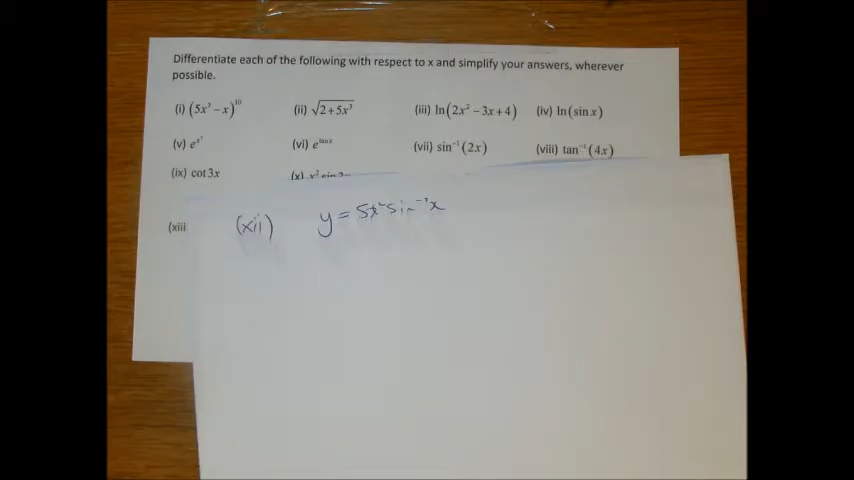 Differentiate each of the following with respect to x and simplify your answers, wherever
possible.
(i) (5x³ − x)¹⁰ (ii) √2+5x³ (iii) ln(2x² − 3x + 4) (iv) ln(sin x)
(v) (vi) (vii) sin⁻¹(2x) (viii) tan⁻¹(4x)
(ix) cot 3x (x) x² sin
(xiii (xii) y = 5x² sin⁻¹x